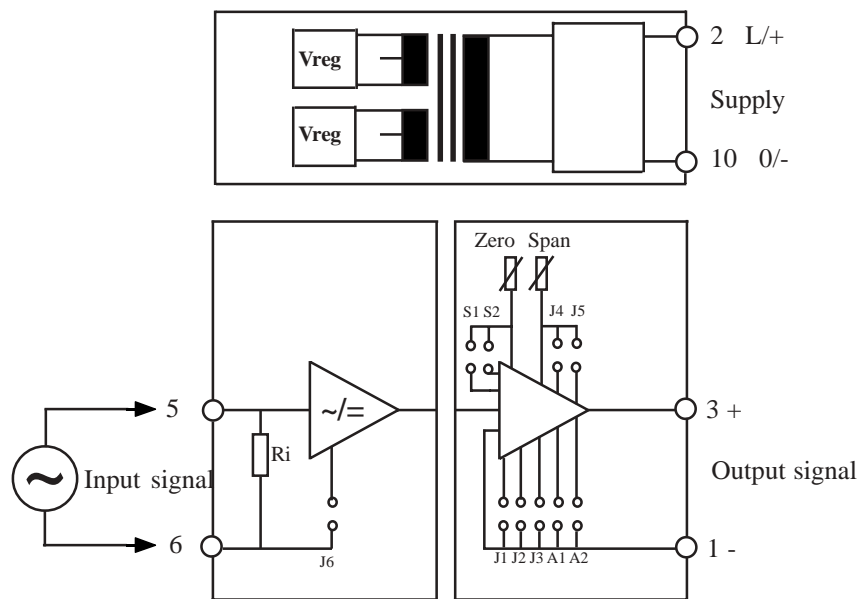 Vreg
2 L/+
Supply
Vreg
10 0/-
Zero Span
S1 S2
J4 J5
5
~/=
3 +
Ri
Input signal
Output signal
6
J6
J1 J2 J3 A1 A2
1 -